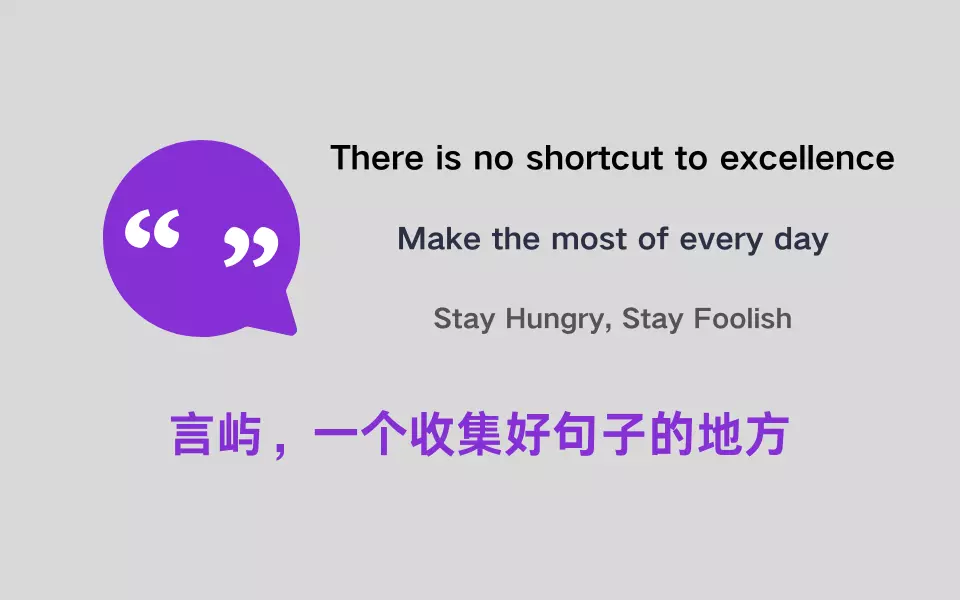 “ ”
There is no shortcut to excellence
Make the most of every day
Stay Hungry, Stay Foolish
言屿，一个收集好句子的地方